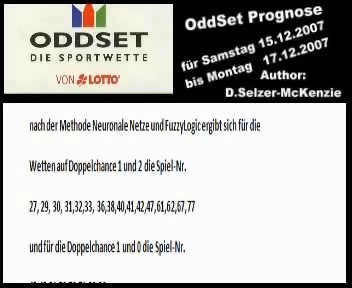 ODDSET
DIE SPORTWETTE
VON LOTTO
OddSet Prognose
für Samstag 15.12.2007
bis Montag 17.12.2007
Author:
D.Selzer-McKenzie
nach der Methode Neuronale Netze und FuzzyLogic ergibt sich für die
Wetten auf Doppelchance 1 und 2 die Spiel-Nr.
27, 29, 30, 31,32,33, 36,38,40,41,42,47,61,62,67,77
und für die Doppelchance 1 und 0 die Spiel-Nr.